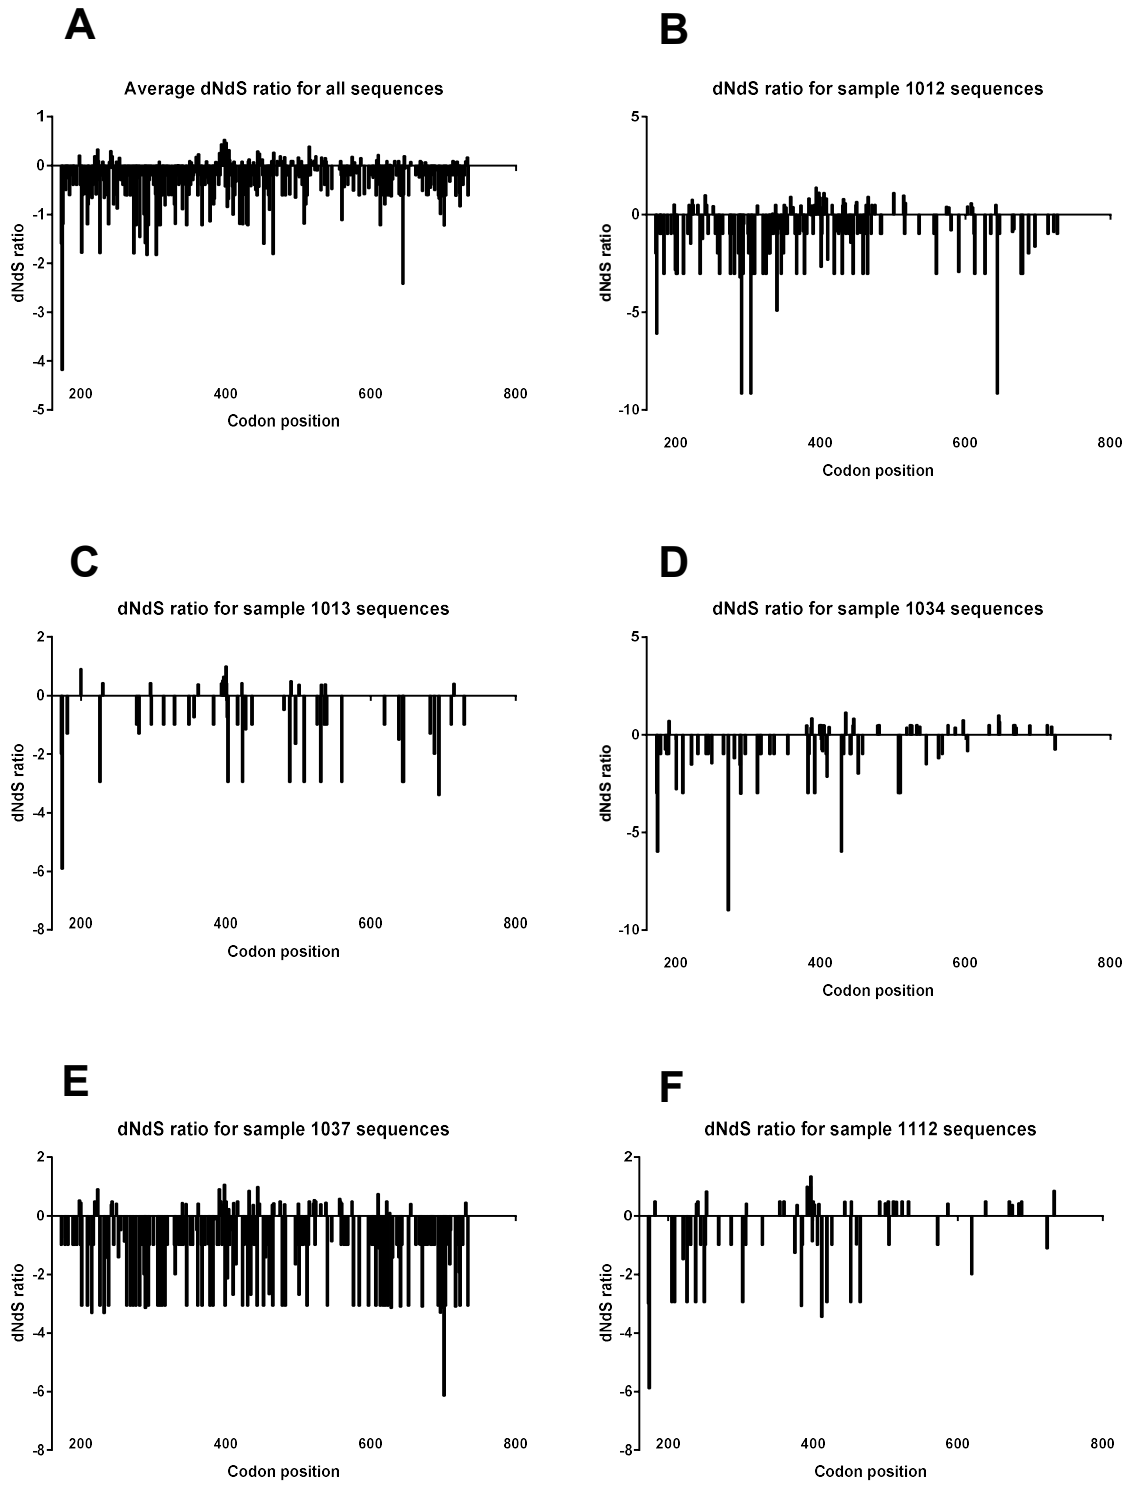 A
Average dNdS ratio for all sequences
1
0
-1
-2
-3
-4
-5
dNdS ratio
200 400 600 800
Codon position
B
dNdS ratio for sample 1012 sequences
5
0
-5
-10
dNdS ratio
200 400 600 800
Codon position
C
dNdS ratio for sample 1013 sequences
2
0
-2
-4
-6
-8
dNdS ratio
200 400 600 800
Codon position
D
dNdS ratio for sample 1034 sequences
5
0
-5
-10
dNdS ratio
200 400 600 800
Codon position
E
dNdS ratio for sample 1037 sequences
2
0
-2
-4
-6
-8
dNdS ratio
200 400 600 800
Codon position
F
dNdS ratio for sample 1112 sequences
2
0
-2
-4
-6
-8
dNdS ratio
200 400 600 800
Codon position